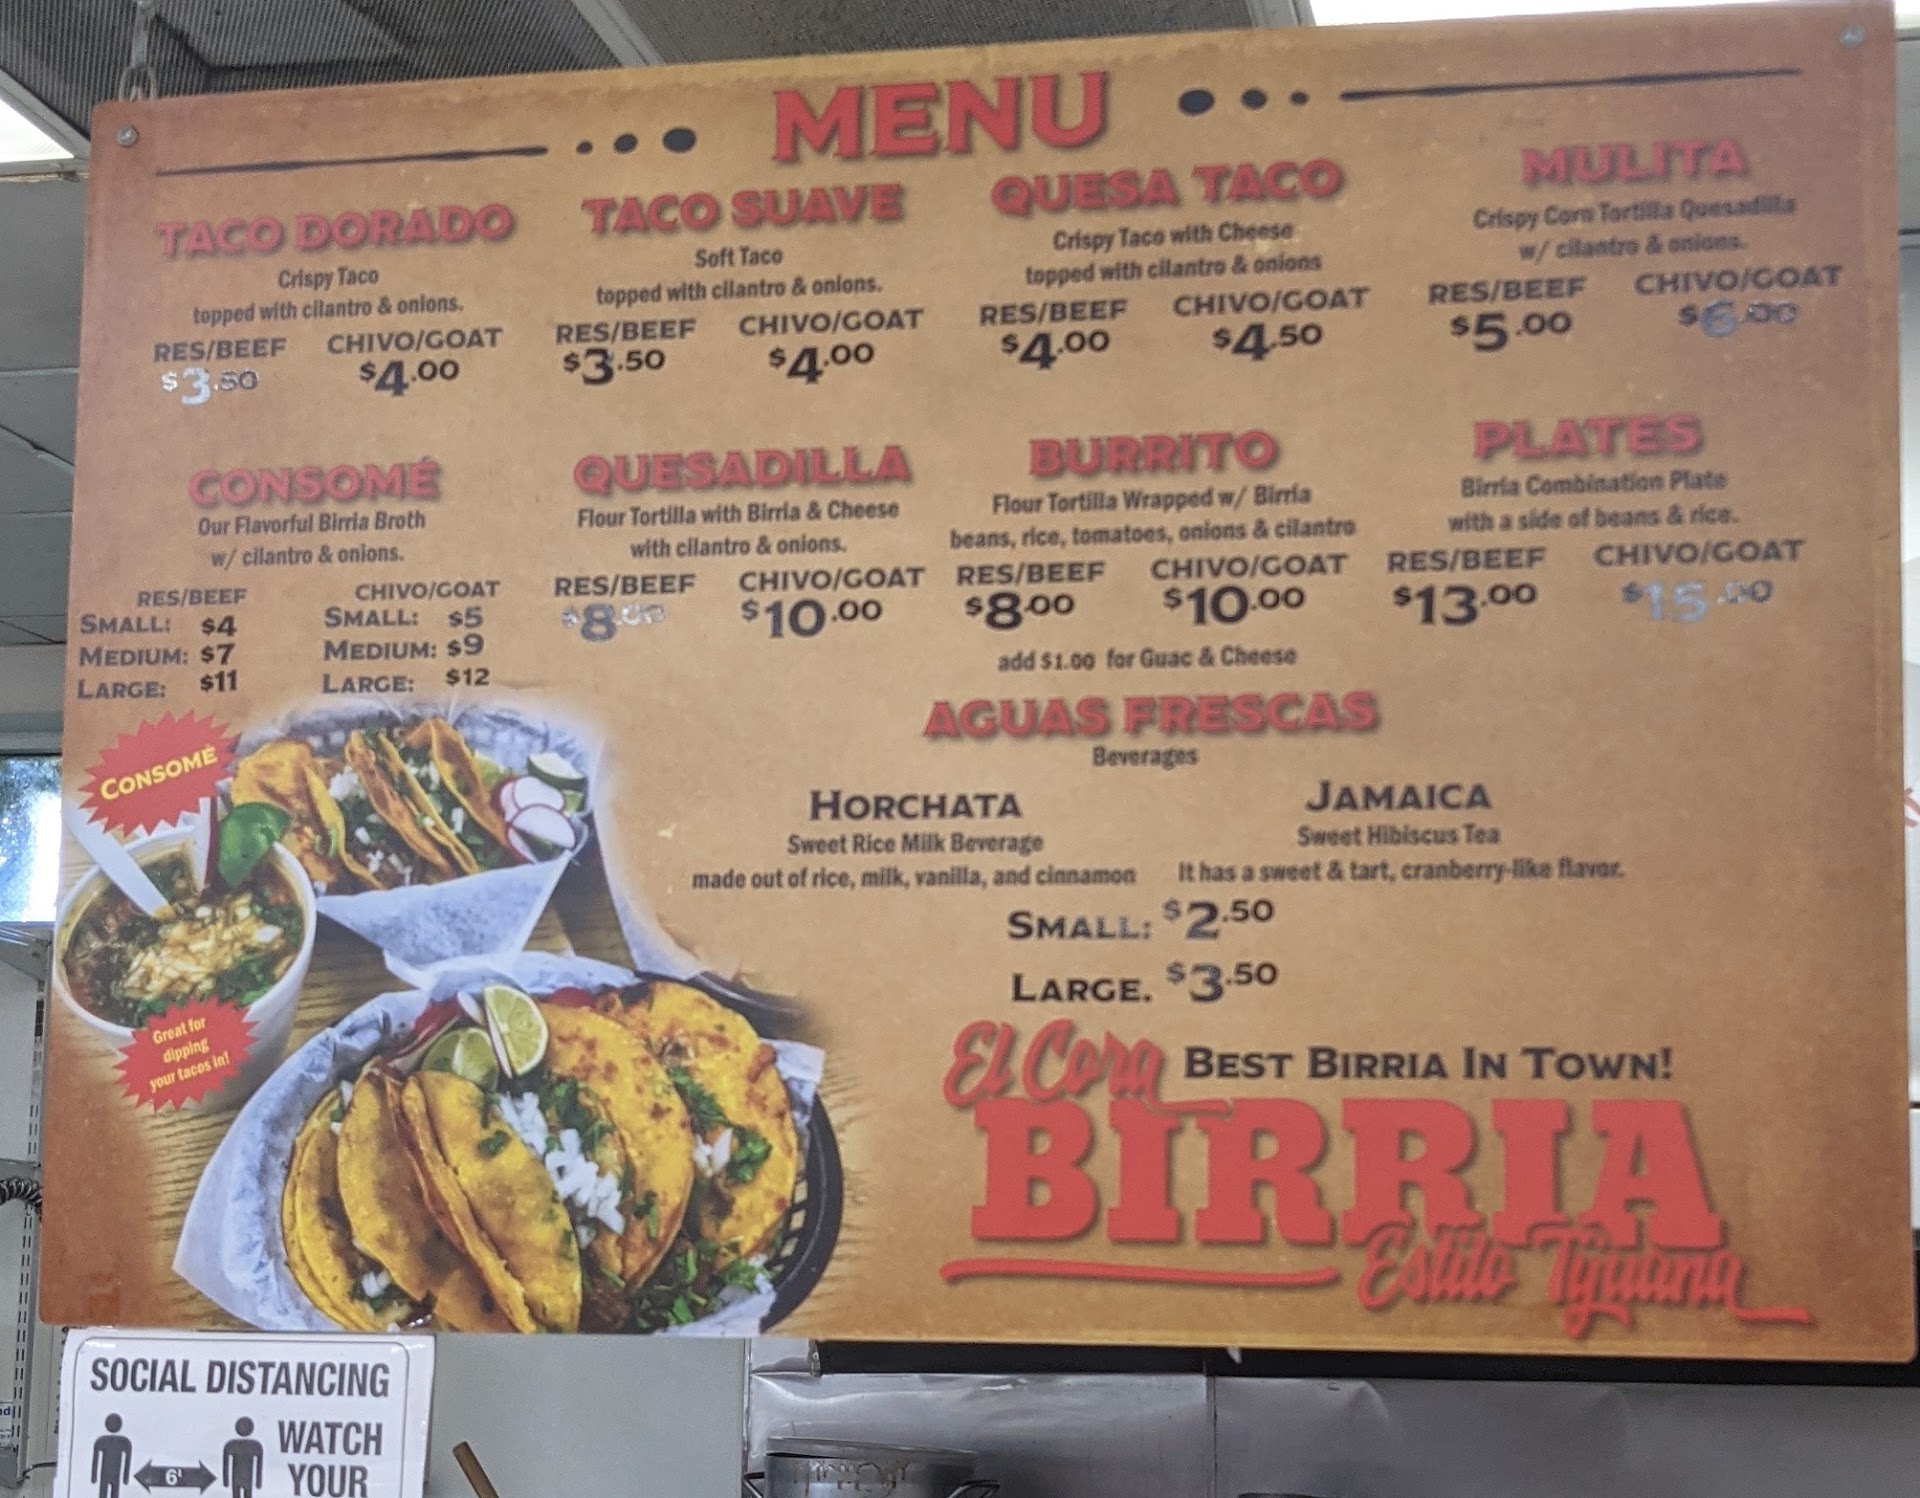 MENU
TACO DORADO
Crispy Taco
topped with cilantro & onions.
RES/BEEF CHIVO/GOAT
$3.50 $4.00
TACO SUAVE
Soft Taco
topped with cilantro & onions.
RES/BEEF CHIVO/GOAT
$3.50 $4.00
QUESA TACO
Crispy Taco with Cheese
topped with cilantro & onions
RES/BEEF CHIVO/GOAT
$4.00 $4.50
MULITA
Crispy Corn Tortilla Quesadilla
w/ cilantro & onions.
RES/BEEF CHIVO/GOAT
$5.00 $6.00
CONSOMÉ
Our Flavorful Birria Broth
w/ cilantro & onions.
RES/BEEF CHIVO/GOAT
SMALL: $4 SMALL: $5
MEDIUM: $7 MEDIUM: $9
LARGE: $11 LARGE: $12
QUESADILLA
Flour Tortilla with Birria & Cheese
with cilantro & onions.
RES/BEEF CHIVO/GOAT
$8.00 $10.00
BURRITO
Flour Tortilla Wrapped w/ Birria
beans, rice, tomatoes, onions & cilantro
RES/BEEF CHIVO/GOAT
$8.00 $10.00
add $1.00 for Guac & Cheese
PLATES
Birria Combination Plate
with a side of beans & rice.
RES/BEEF CHIVO/GOAT
$13.00 $15.00
AGUAS FRESCAS
Beverages
HORCHATA
Sweet Rice Milk Beverage
made out of rice, milk, vanilla, and cinnamon
JAMAICA
Sweet Hibiscus Tea
It has a sweet & tart, cranberry-like flavor.
SMALL: $2.50
LARGE. $3.50
CONSOMÉ
Great for
dipping
your tacos in!
El Cora
BEST BIRRIA IN TOWN!
BIRRIA
Estilo Tijuana
SOCIAL DISTANCING
WATCH
YOUR
6'